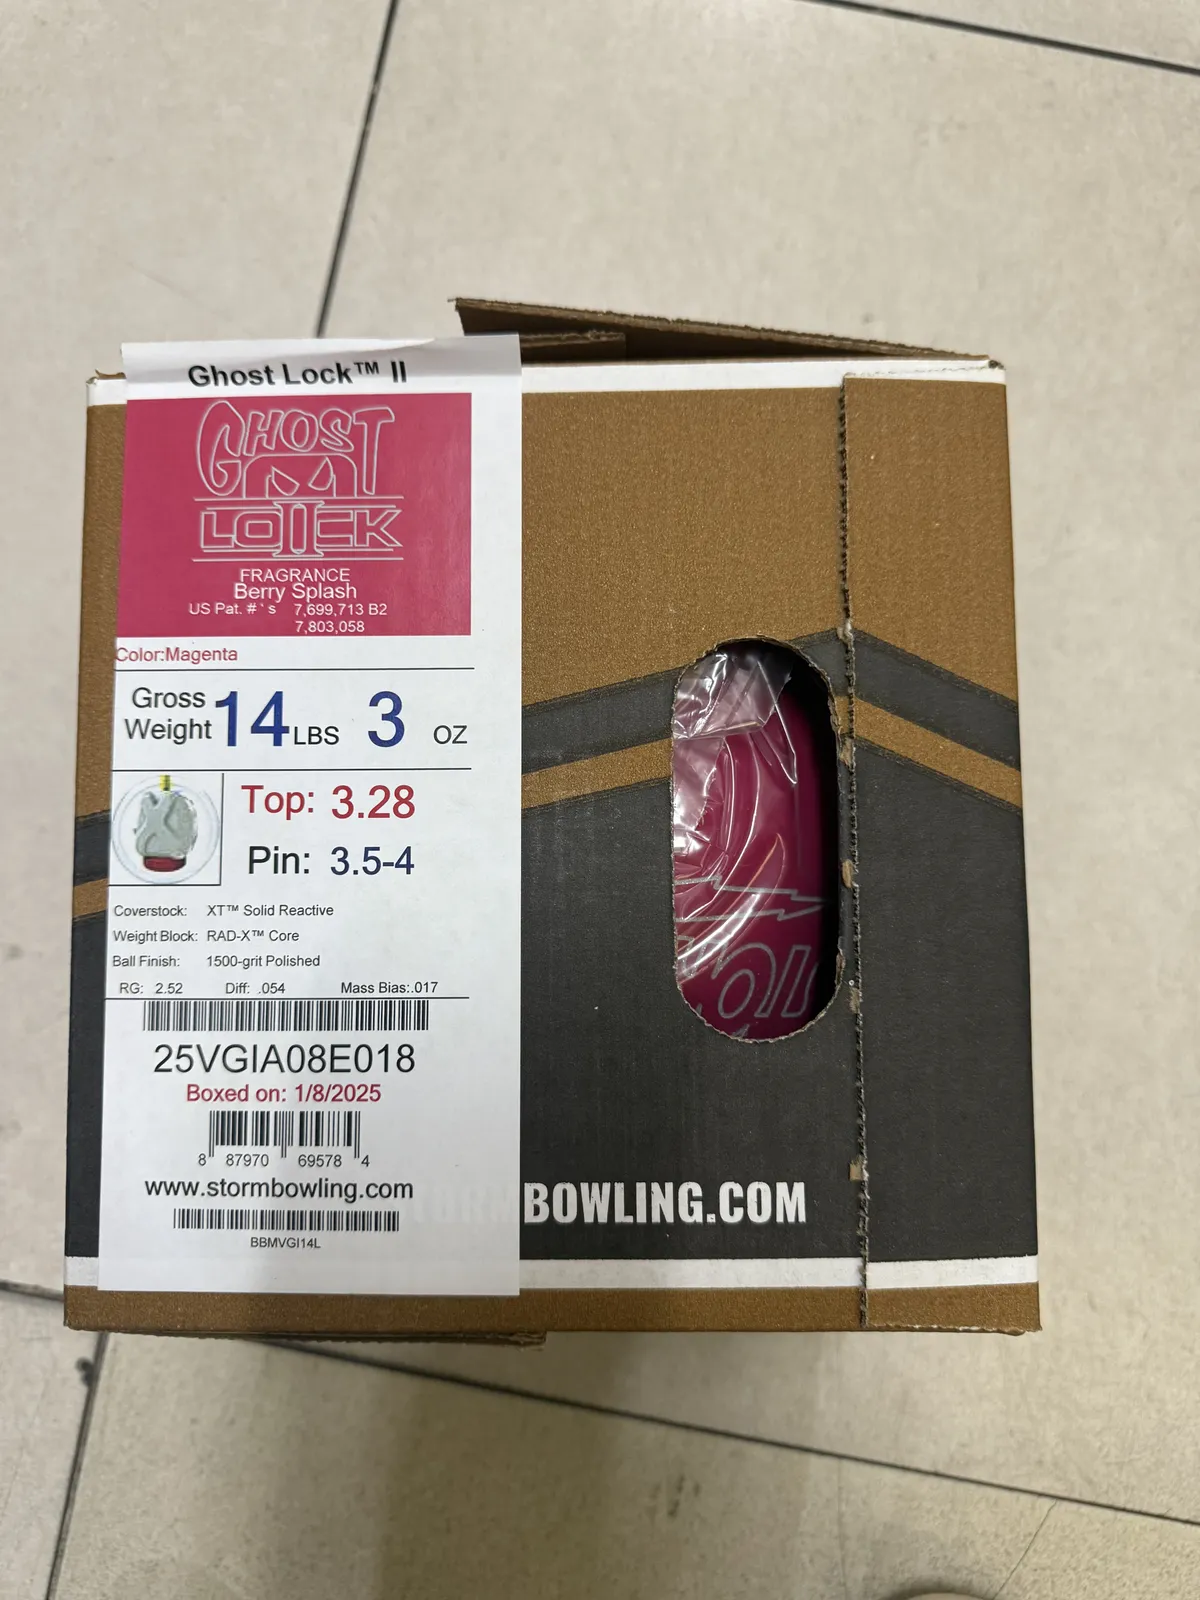 Ghost Lock™ II
GHOST
LOIICK
FRAGRANCE
Berry Splash
US Pat. #`s 7,699,713 B2
7,803,058
Color:Magenta
Gross Weight 14 LBS 3 OZ
Top: 3.28
Pin: 3.5-4
Coverstock: XT™ Solid Reactive
Weight Block: RAD-X™ Core
Ball Finish: 1500-grit Polished
RG: 2.52 Diff: .054 Mass Bias:.017
25VGIA08E018
Boxed on: 1/8/2025
8 87970 69578 4
www.stormbowling.com
BBMVGI14L
STORMBOWLING.COM